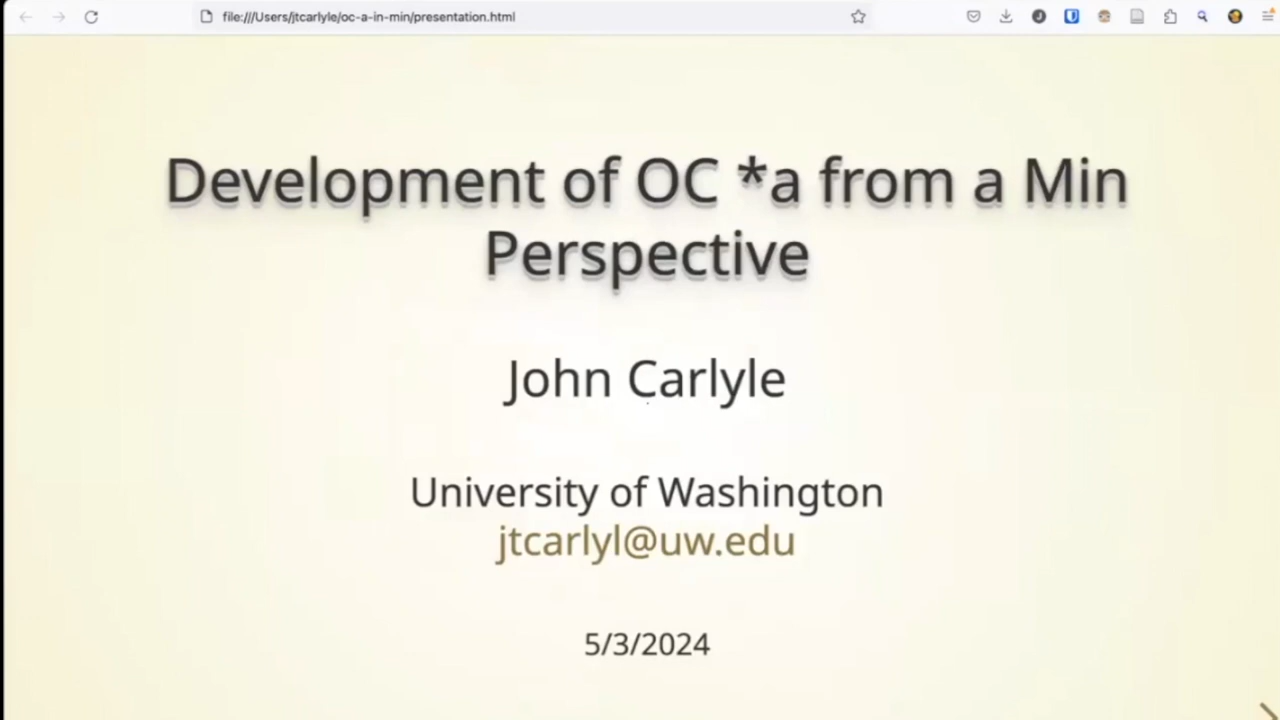 file:///Users/jtcarlyle/oc-a-in-min/presentation.html
Development of OC *a from a Min
Perspective
John Carlyle
University of Washington
jtcarlyl@uw.edu
5/3/2024